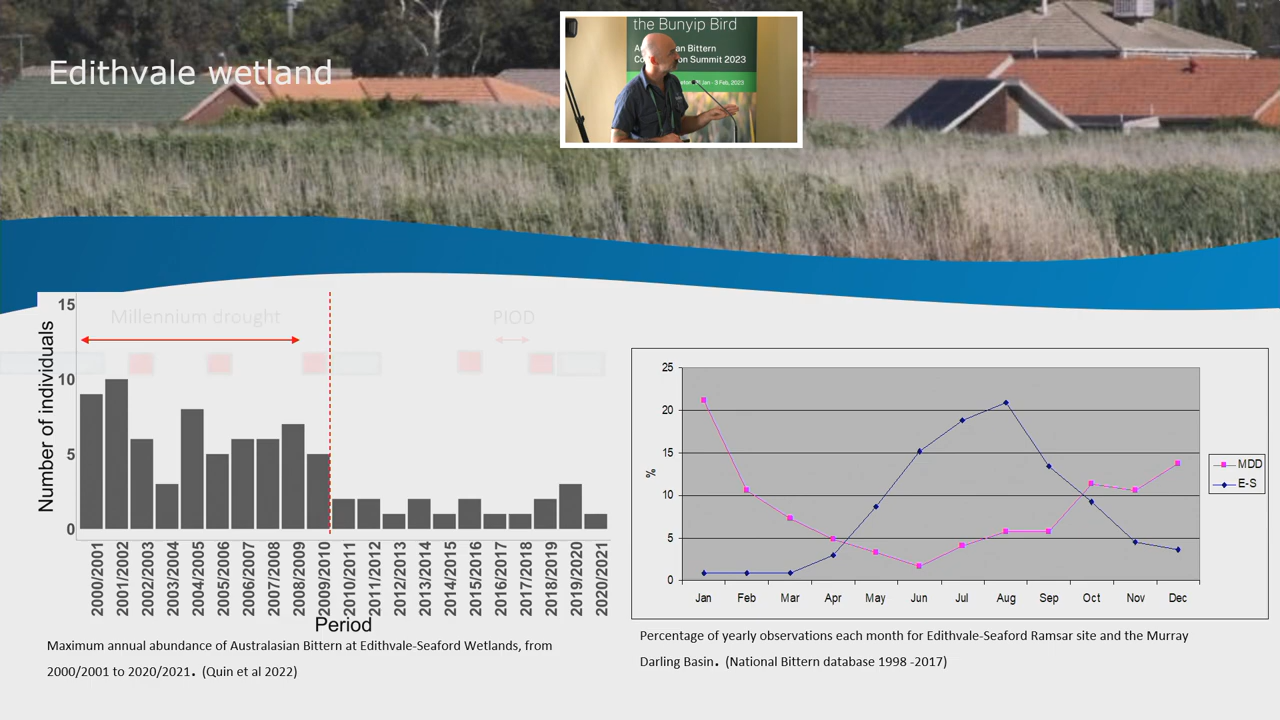 Edithvale wetland
the Bunyip Bird
Summit 2023
3 Feb, 2023
Millennium drought
PIOD
15
10
5
0
Number of individuals
2000/2001
2001/2002
2002/2003
2003/2004
2004/2005
2005/2006
2006/2007
2007/2008
2008/2009
2009/2010
2010/2011
2011/2012
2012/2013
2013/2014
2014/2015
2015/2016
2016/2017
2017/2018
2018/2019
2019/2020
2020/2021
Period
Maximum annual abundance of Australasian Bittern at Edithvale-Seaford Wetlands, from
2000/2001 to 2020/2021. (Quin et al 2022)
25
20
15
10
5
0
%
Jan Feb Mar Apr May Jun Jul Aug Sep Oct Nov Dec
MDD
E-S
Percentage of yearly observations each month for Edithvale-Seaford Ramsar site and the Murray
Darling Basin. (National Bittern database 1998 -2017)